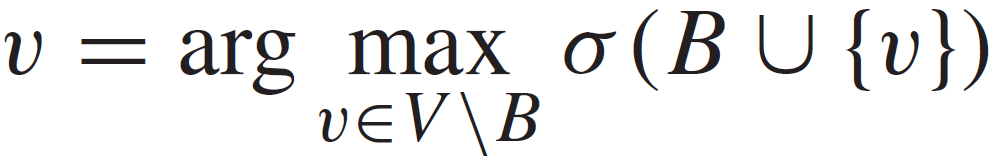 v = arg max σ(B ∪ {v})
v∈V\B